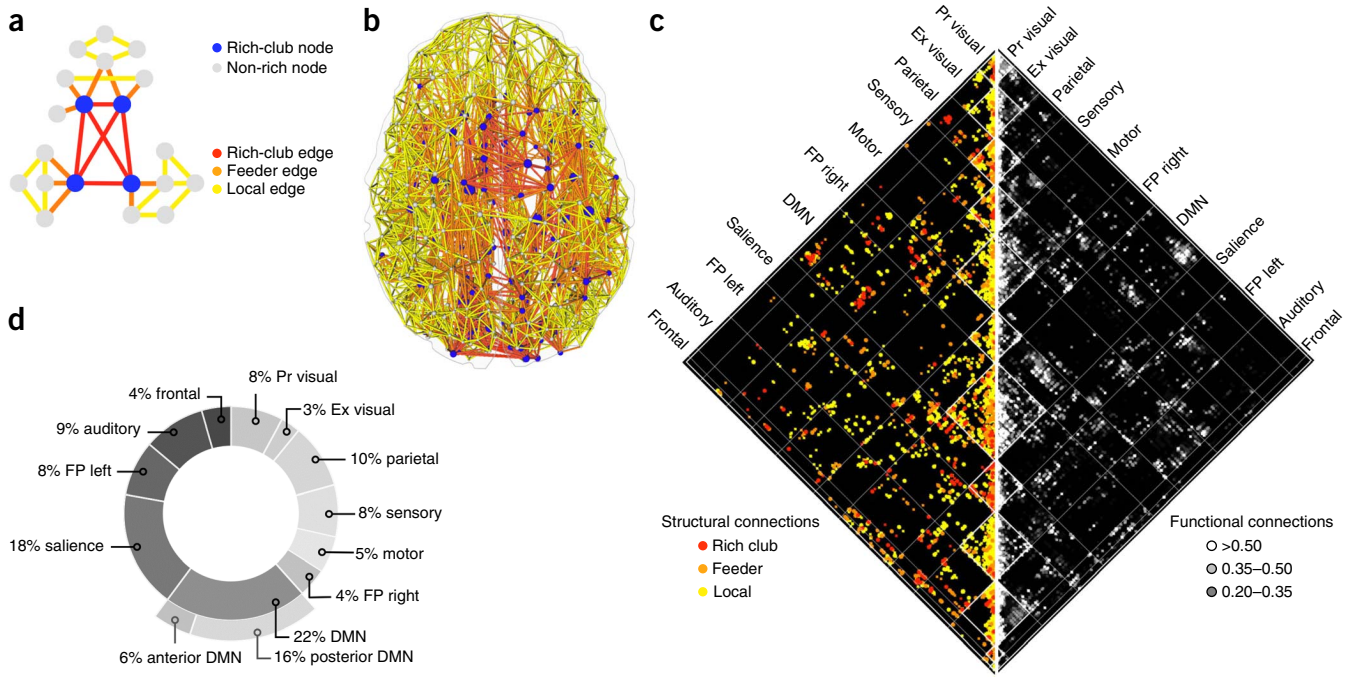 a
Rich-club node
Non-rich node
Rich-club edge
Feeder edge
Local edge
b
c
Pr visual
Ex visual
Parietal
Sensory
Motor
FP right
DMN
Salience
FP left
Auditory
Frontal
Pr visual
Ex visual
Parietal
Sensory
Motor
FP right
DMN
Salience
FP left
Auditory
Frontal
Structural connections
Rich club
Feeder
Local
Functional connections
>0.50
0.35–0.50
0.20–0.35
d
8% Pr visual
3% Ex visual
10% parietal
8% sensory
5% motor
4% FP right
22% DMN
16% posterior DMN
6% anterior DMN
18% salience
8% FP left
9% auditory
4% frontal